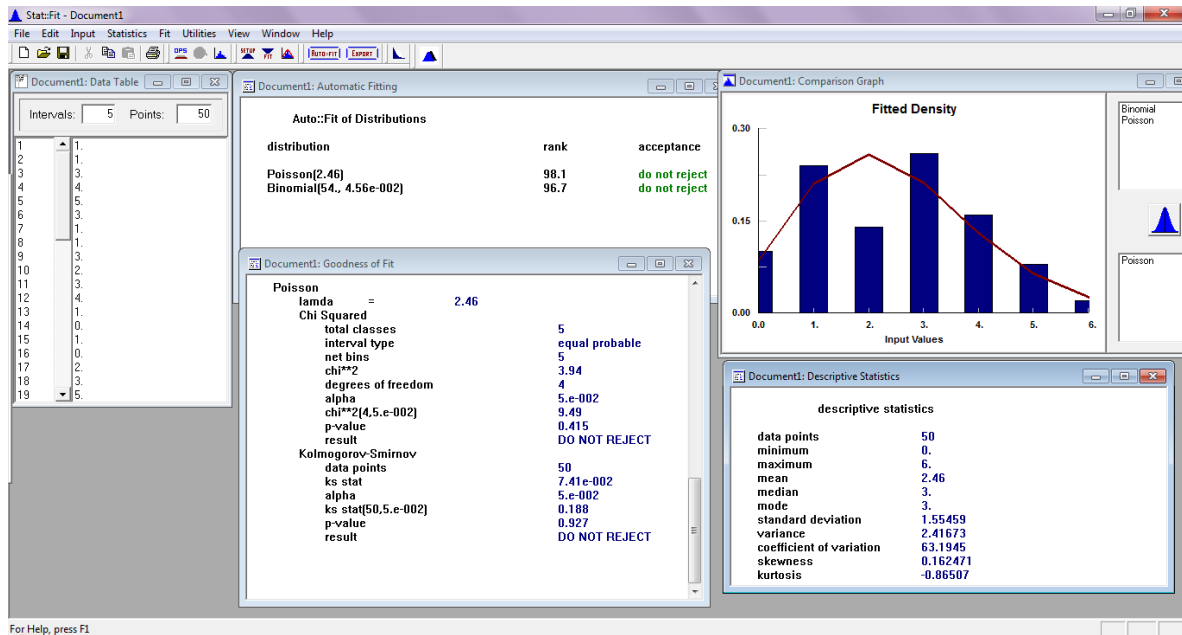 Stat::Fit - Document1
File Edit Input Statistics Fit Utilities View Window Help
OPS SETUP FIT AUTO::FIT EXPORT
Document1: Data Table
Intervals: 5 Points: 50
1 1.
2 1.
3 3.
4 4.
5 5.
6 3.
7 1.
8 1.
9 3.
10 2.
11 3.
12 4.
13 1.
14 0.
15 1.
16 0.
17 2.
18 3.
19 5.
Document1: Automatic Fitting
Auto::Fit of Distributions
distribution rank acceptance
Poisson(2.46) 98.1 do not reject
Binomial(54., 4.56e-002) 96.7 do not reject
Document1: Goodness of Fit
Poisson
lamda = 2.46
Chi Squared
total classes 5
interval type equal probable
net bins 5
chi**2 3.94
degrees of freedom 4
alpha 5.e-002
chi**2(4,5.e-002) 9.49
p-value 0.415
result DO NOT REJECT
Kolmogorov-Smirnov
data points 50
ks stat 7.41e-002
alpha 5.e-002
ks stat(50,5.e-002) 0.188
p-value 0.927
result DO NOT REJECT
Document1: Comparison Graph
Fitted Density
0.30
0.15
0.00
0.0 1. 2. 3. 4. 5. 6.
Input Values
Binomial
Poisson
Poisson
Document1: Descriptive Statistics
descriptive statistics
data points 50
minimum 0.
maximum 6.
mean 2.46
median 3.
mode 3.
standard deviation 1.55459
variance 2.41673
coefficient of variation 63.1945
skewness 0.162471
kurtosis -0.86507
For Help, press F1